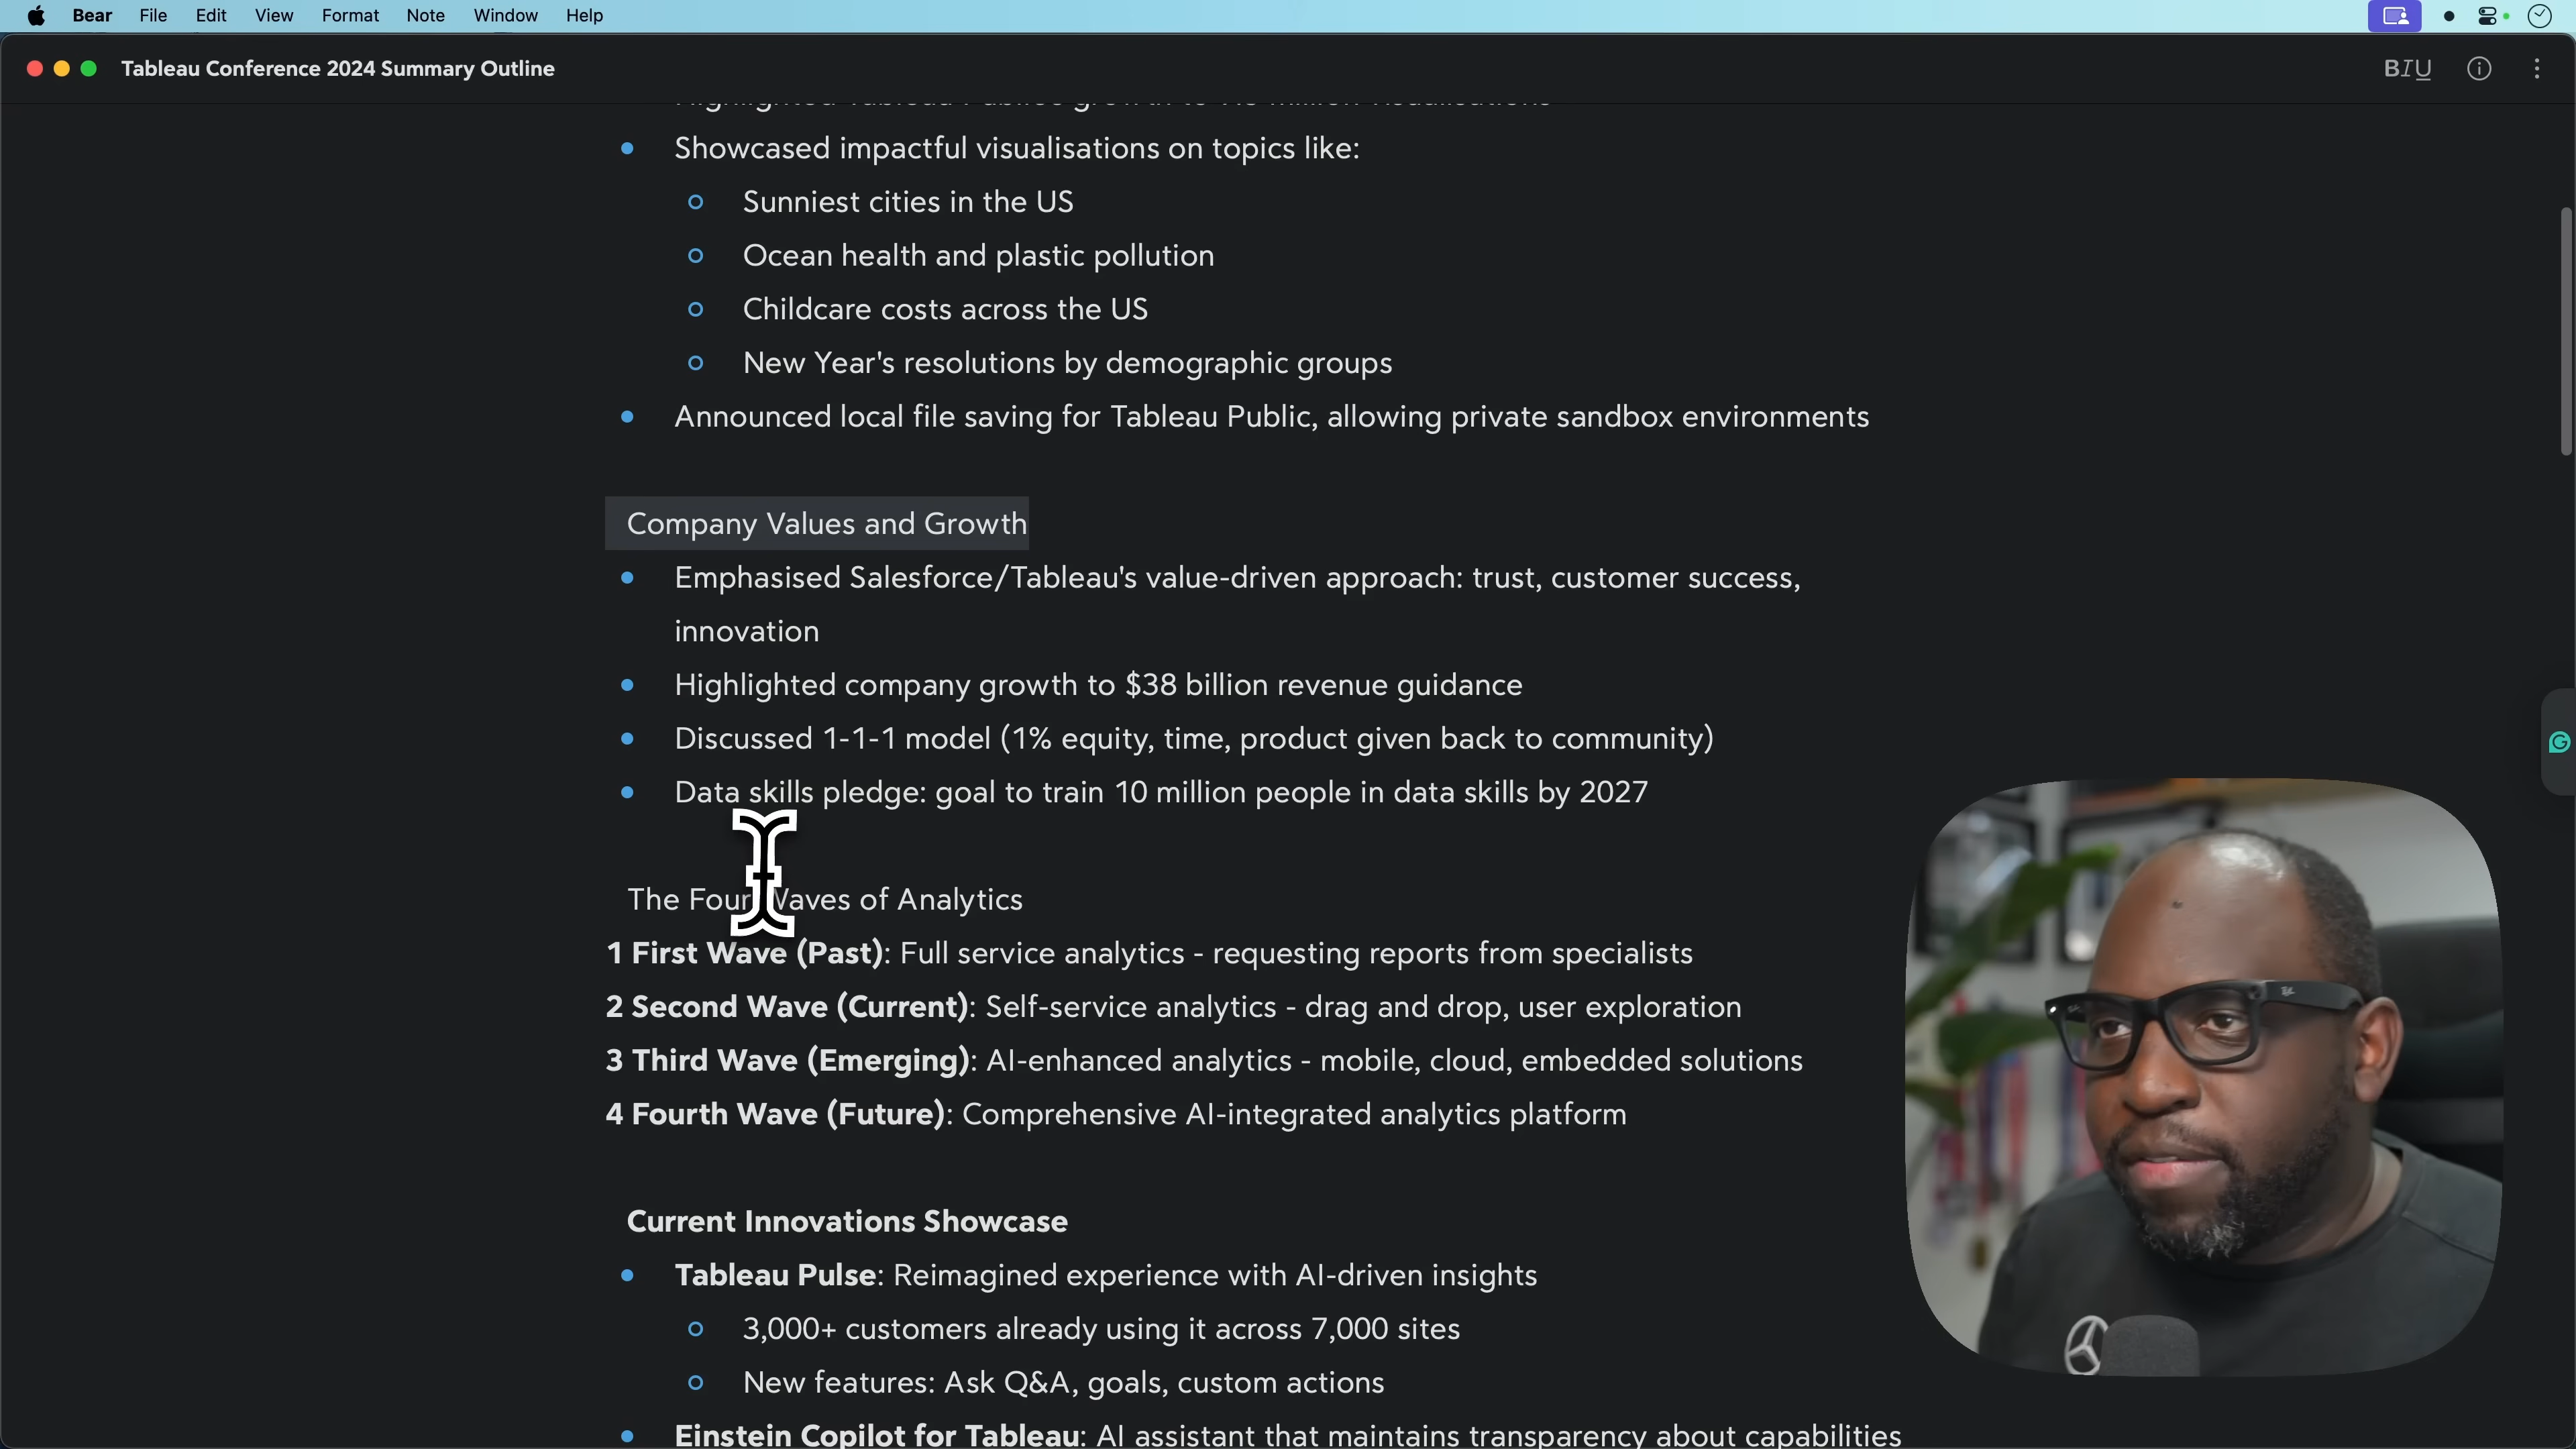 Bear File Edit View Format Note Window Help
Tableau Conference 2024 Summary Outline
BIU
Showcased impactful visualisations on topics like:
Sunniest cities in the US
Ocean health and plastic pollution
Childcare costs across the US
New Year's resolutions by demographic groups
Announced local file saving for Tableau Public, allowing private sandbox environments
Company Values and Growth
Emphasised Salesforce/Tableau's value-driven approach: trust, customer success,
innovation
Highlighted company growth to $38 billion revenue guidance
Discussed 1-1-1 model (1% equity, time, product given back to community)
Data skills pledge: goal to train 10 million people in data skills by 2027
The Four Waves of Analytics
1 First Wave (Past): Full service analytics - requesting reports from specialists
2 Second Wave (Current): Self-service analytics - drag and drop, user exploration
3 Third Wave (Emerging): AI-enhanced analytics - mobile, cloud, embedded solutions
4 Fourth Wave (Future): Comprehensive AI-integrated analytics platform
Current Innovations Showcase
Tableau Pulse: Reimagined experience with AI-driven insights
3,000+ customers already using it across 7,000 sites
New features: Ask Q&A, goals, custom actions
Einstein Copilot for Tableau: AI assistant that maintains transparency about capabilities